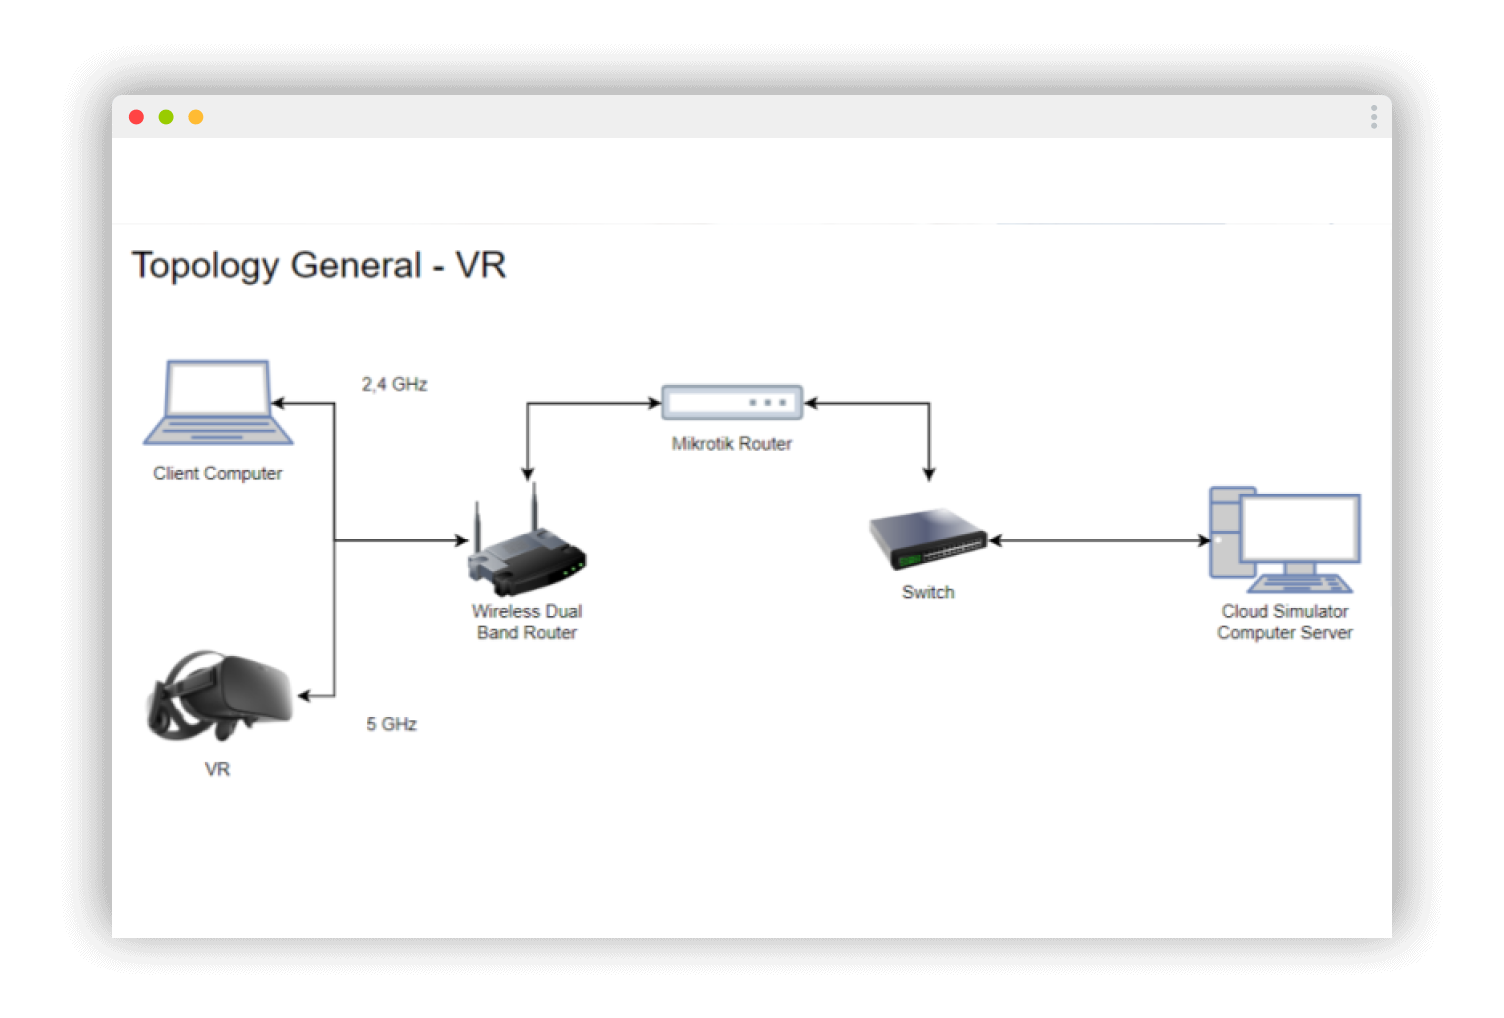 Topology General - VR
2,4 GHz
Client Computer
Mikrotik Router
Wireless Dual
Band Router
Switch
Cloud Simulator
Computer Server
5 GHz
VR